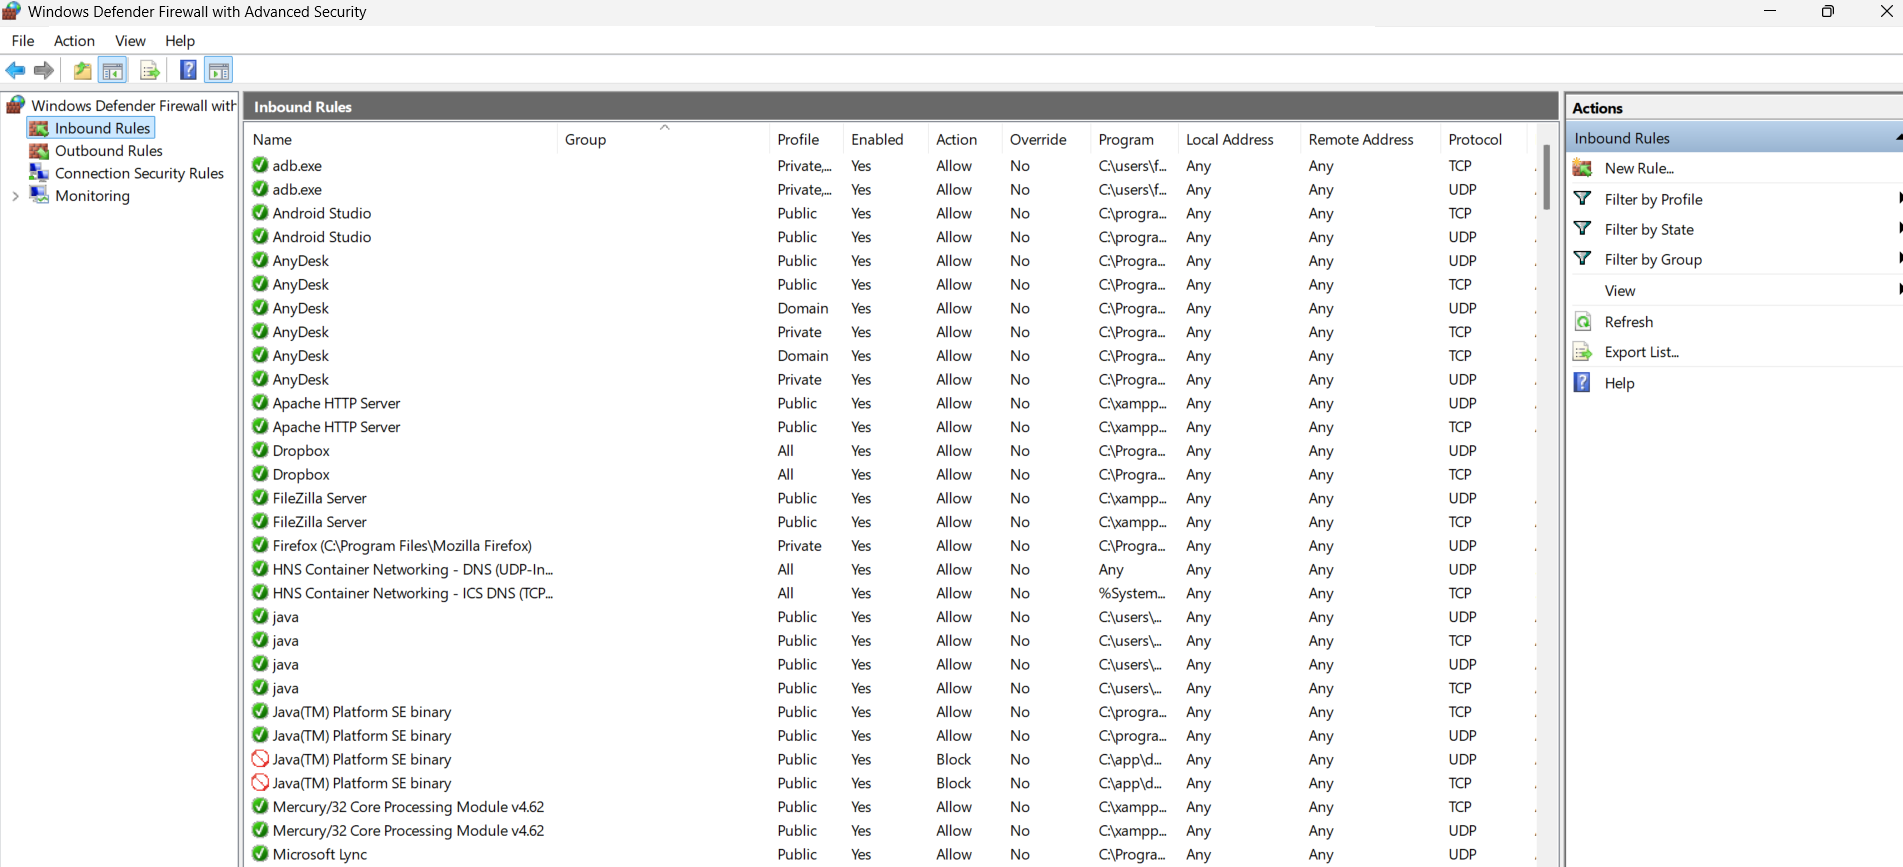 Windows Defender Firewall with Advanced Security
File Action View Help
Windows Defender Firewall with
Inbound Rules
Outbound Rules
Connection Security Rules
Monitoring
Inbound Rules
Name Group Profile Enabled Action Override Program Local Address Remote Address Protocol
adb.exe Private,... Yes Allow No C:\users\f... Any Any TCP
adb.exe Private,... Yes Allow No C:\users\f... Any Any UDP
Android Studio Public Yes Allow No C:\progra... Any Any TCP
Android Studio Public Yes Allow No C:\progra... Any Any UDP
AnyDesk Public Yes Allow No C:\Progra... Any Any UDP
AnyDesk Public Yes Allow No C:\Progra... Any Any TCP
AnyDesk Domain Yes Allow No C:\Progra... Any Any UDP
AnyDesk Private Yes Allow No C:\Progra... Any Any TCP
AnyDesk Domain Yes Allow No C:\Progra... Any Any TCP
AnyDesk Private Yes Allow No C:\Progra... Any Any UDP
Apache HTTP Server Public Yes Allow No C:\xampp... Any Any UDP
Apache HTTP Server Public Yes Allow No C:\xampp... Any Any TCP
Dropbox All Yes Allow No C:\Progra... Any Any UDP
Dropbox All Yes Allow No C:\Progra... Any Any TCP
FileZilla Server Public Yes Allow No C:\xampp... Any Any UDP
FileZilla Server Public Yes Allow No C:\xampp... Any Any TCP
Firefox (C:\Program Files\Mozilla Firefox) Private Yes Allow No C:\Progra... Any Any UDP
HNS Container Networking - DNS (UDP-In... All Yes Allow No Any Any Any UDP
HNS Container Networking - ICS DNS (TCP... All Yes Allow No %System... Any Any TCP
java Public Yes Allow No C:\users\... Any Any UDP
java Public Yes Allow No C:\users\... Any Any TCP
java Public Yes Allow No C:\users\... Any Any UDP
java Public Yes Allow No C:\users\... Any Any TCP
Java(TM) Platform SE binary Public Yes Allow No C:\progra... Any Any TCP
Java(TM) Platform SE binary Public Yes Allow No C:\progra... Any Any UDP
Java(TM) Platform SE binary Public Yes Block No C:\app\d... Any Any UDP
Java(TM) Platform SE binary Public Yes Block No C:\app\d... Any Any TCP
Mercury/32 Core Processing Module v4.62 Public Yes Allow No C:\xampp... Any Any TCP
Mercury/32 Core Processing Module v4.62 Public Yes Allow No C:\xampp... Any Any UDP
Microsoft Lync Public Yes Allow No C:\Progra... Any Any UDP
Actions
Inbound Rules
New Rule...
Filter by Profile
Filter by State
Filter by Group
View
Refresh
Export List...
Help